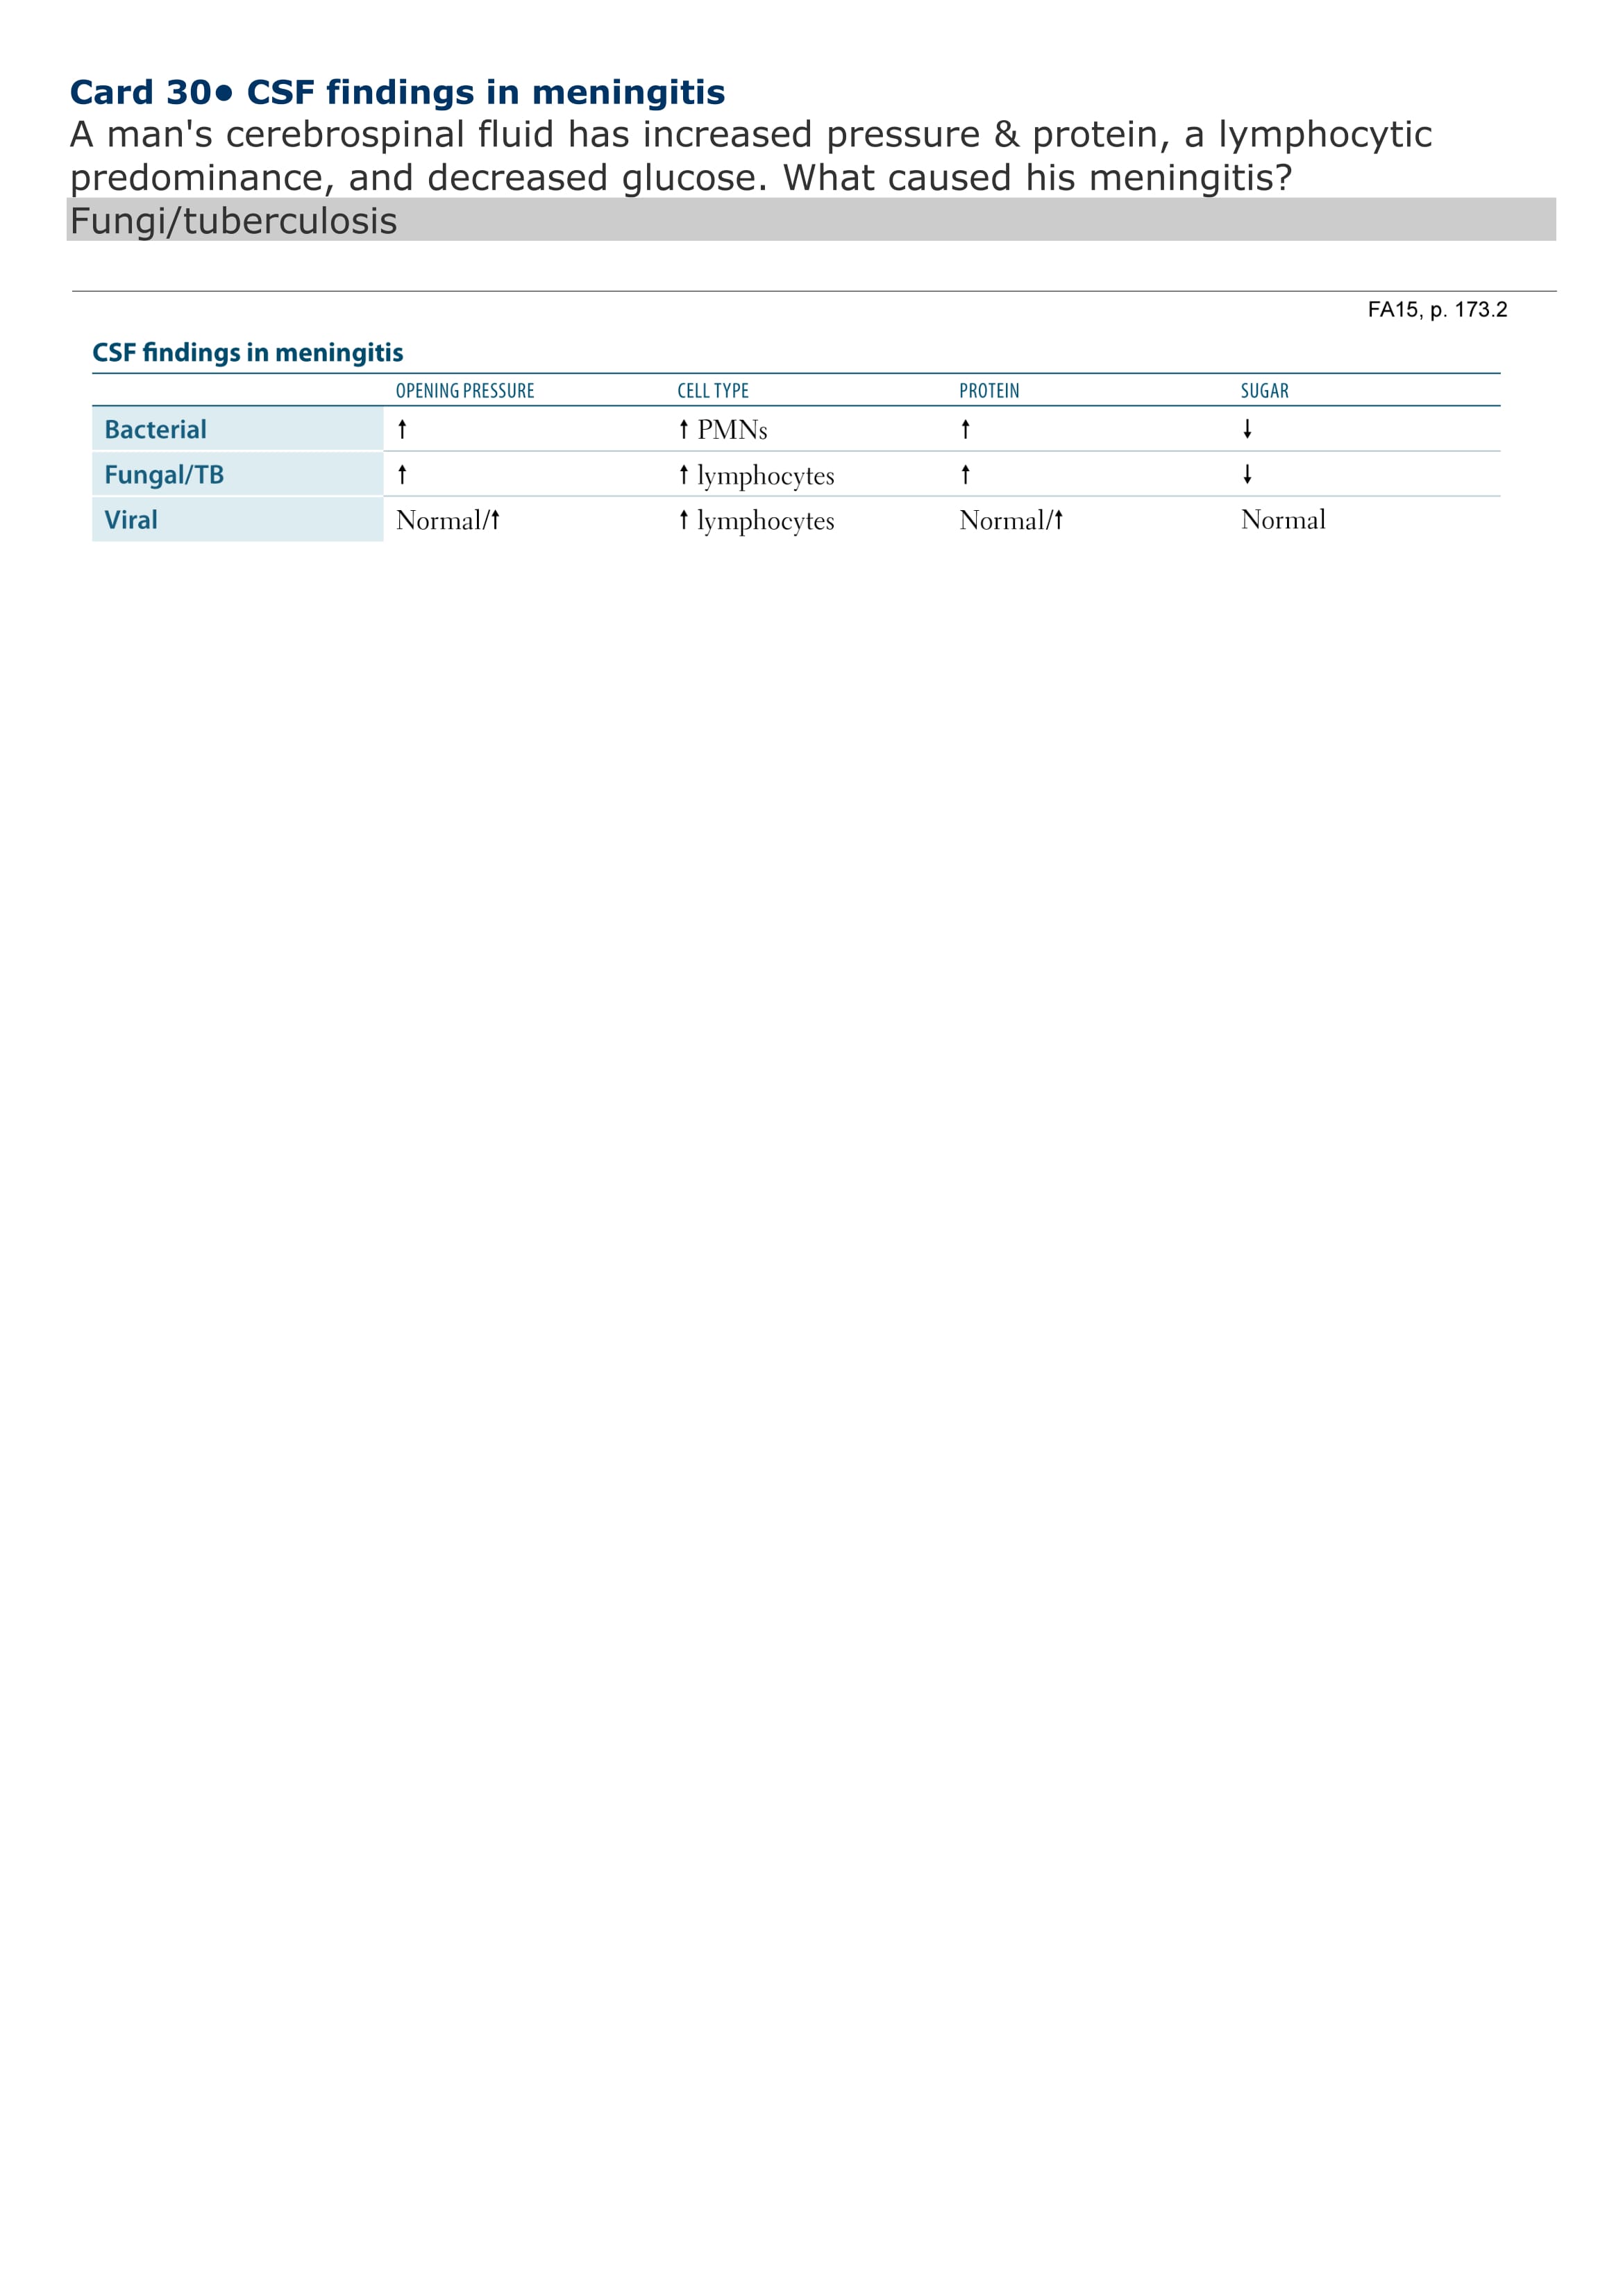 Card 30● CSF findings in meningitis
A man's cerebrospinal fluid has increased pressure & protein, a lymphocytic
predominance, and decreased glucose. What caused his meningitis?
Fungi/tuberculosis
FA15, p. 173.2
CSF findings in meningitis
OPENING PRESSURE CELL TYPE PROTEIN SUGAR
Bacterial ↑ ↑ PMNs ↑ ↓
Fungal/TB ↑ ↑ lymphocytes ↑ ↓
Viral Normal/↑ ↑ lymphocytes Normal/↑ Normal